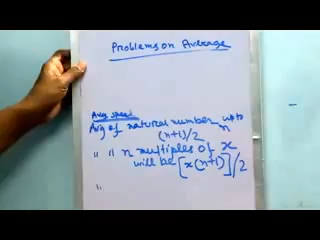 Problems on Average
Avg speed
Avg of natural number upto n
(n+1)/2
" " n multiples of x
will be [x(n+1)]/2